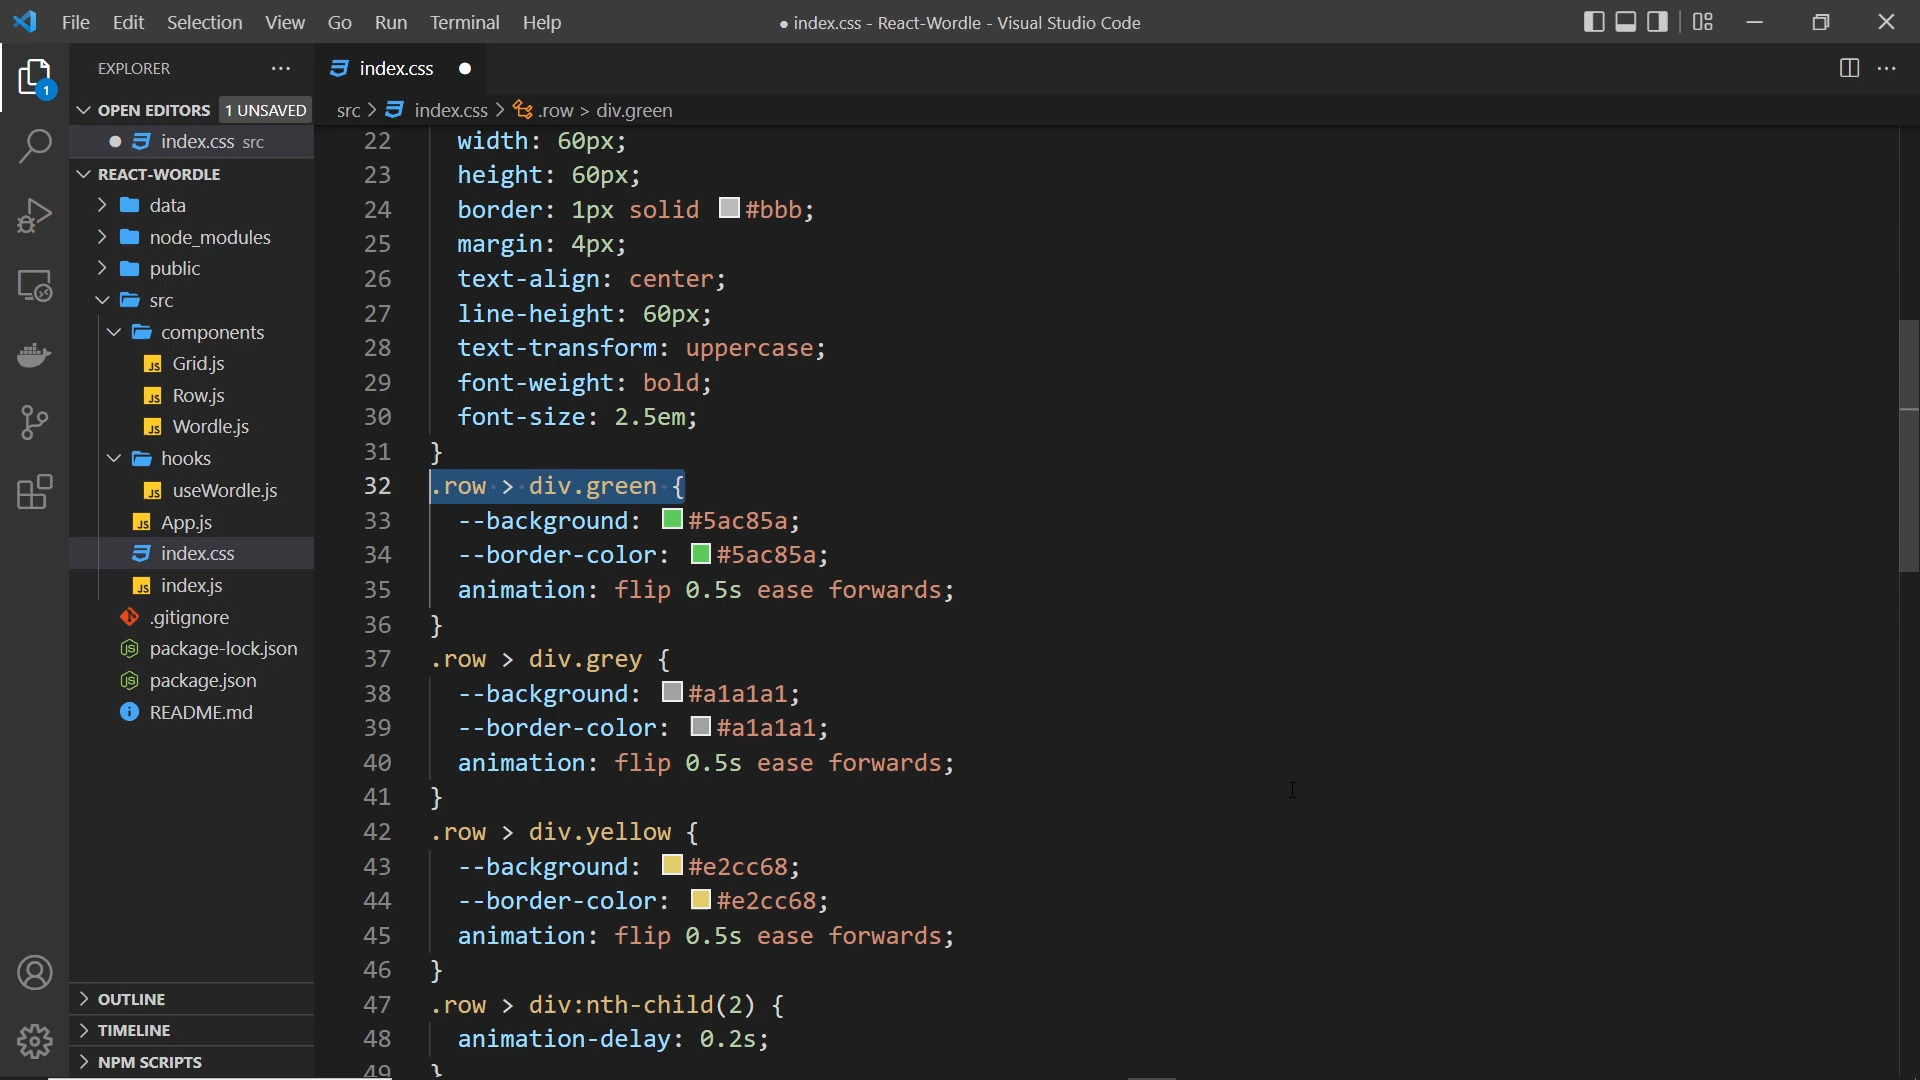 File Edit Selection View Go Run Terminal Help
● index.css - React-Wordle - Visual Studio Code
EXPLORER
1
OPEN EDITORS 1 UNSAVED
index.css src
REACT-WORDLE
data
node_modules
public
src
components
JS Grid.js
JS Row.js
JS Wordle.js
hooks
JS useWordle.js
JS App.js
index.css
JS index.js
.gitignore
package-lock.json
package.json
README.md
OUTLINE
TIMELINE
NPM SCRIPTS
index.css
src > index.css > .row > div.green
22 width: 60px;
23 height: 60px;
24 border: 1px solid #bbb;
25 margin: 4px;
26 text-align: center;
27 line-height: 60px;
28 text-transform: uppercase;
29 font-weight: bold;
30 font-size: 2.5em;
31 }
32 .row > div.green {
33 --background: #5ac85a;
34 --border-color: #5ac85a;
35 animation: flip 0.5s ease forwards;
36 }
37 .row > div.grey {
38 --background: #a1a1a1;
39 --border-color: #a1a1a1;
40 animation: flip 0.5s ease forwards;
41 }
42 .row > div.yellow {
43 --background: #e2cc68;
44 --border-color: #e2cc68;
45 animation: flip 0.5s ease forwards;
46 }
47 .row > div:nth-child(2) {
48 animation-delay: 0.2s;
49 }